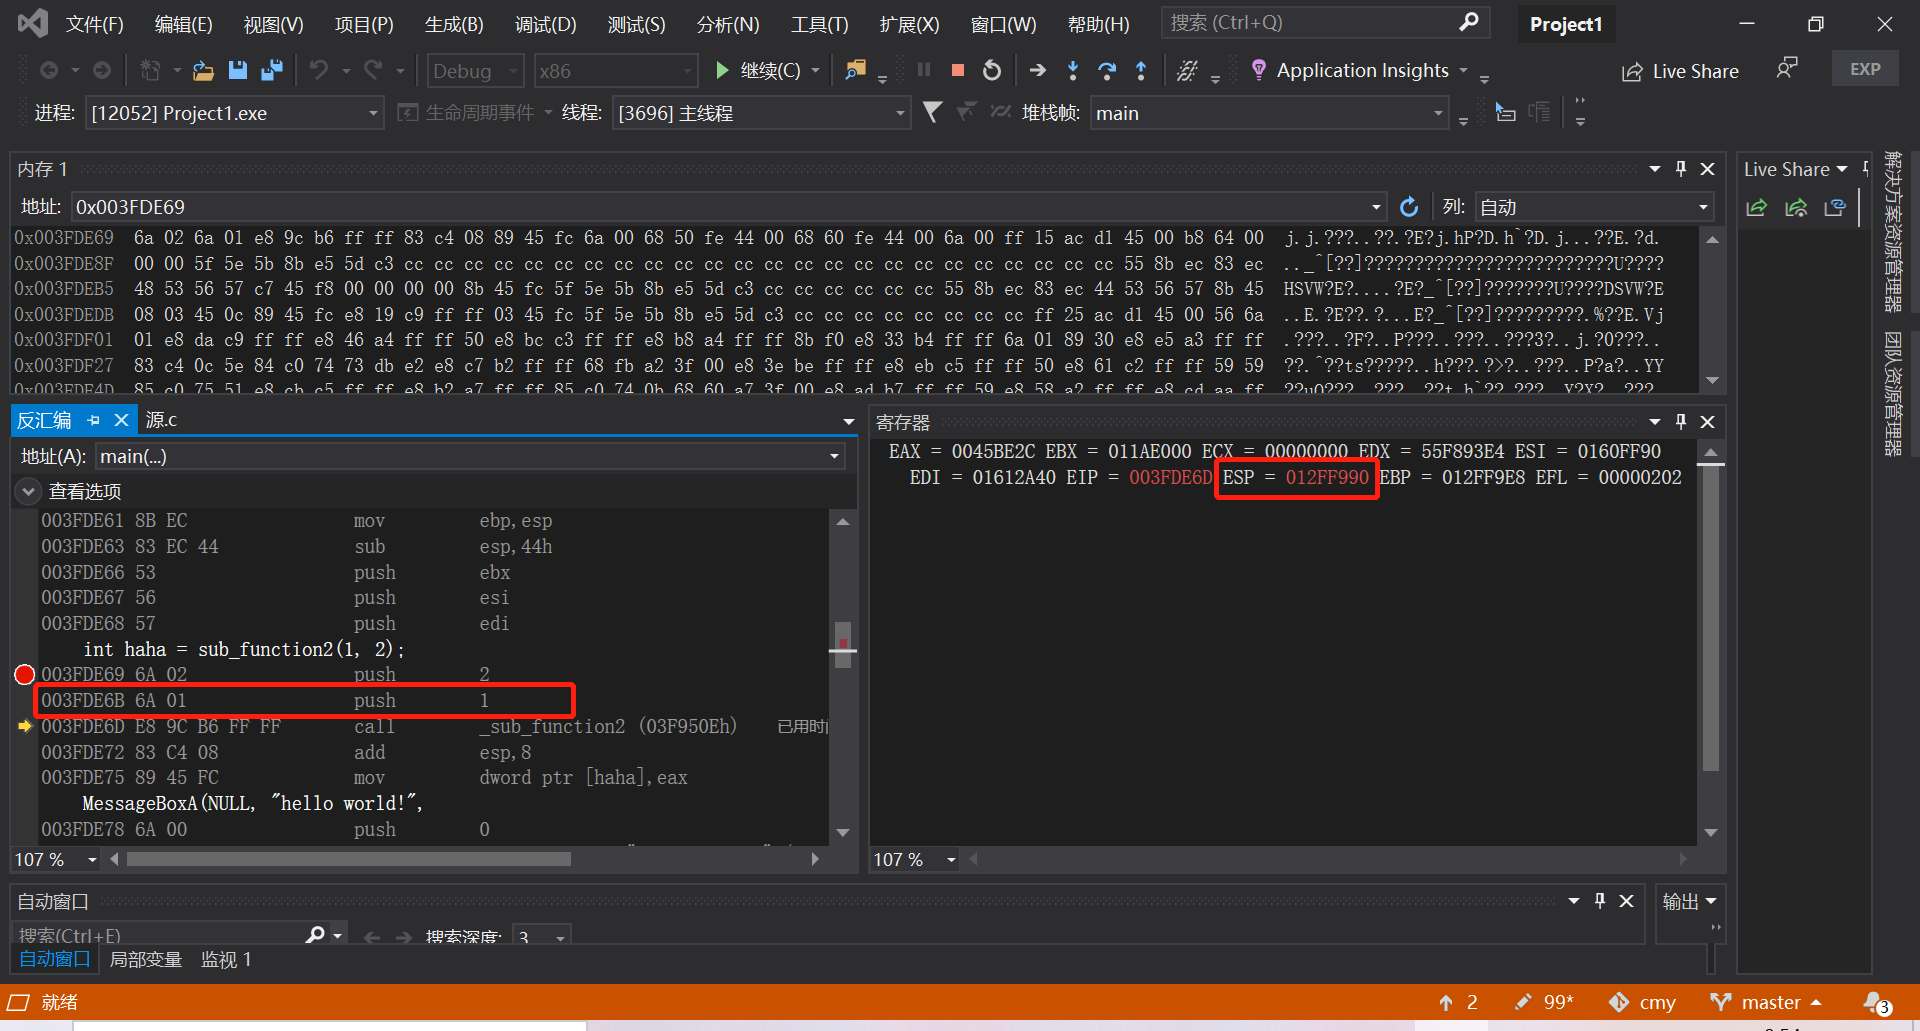 文件(F) 编辑(E) 视图(V) 项目(P) 生成(B) 调试(D) 测试(S) 分析(N) 工具(T) 扩展(X) 窗口(W) 帮助(H) 搜索 (Ctrl+Q) Project1
Debug x86 继续(C) Application Insights Live Share EXP
进程: [12052] Project1.exe 生命周期事件 线程: [3696] 主线程 堆栈帧: main
内存 1
地址: 0x003FDE69 列: 自动
0x003FDE69 6a 02 6a 01 e8 9c b6 ff ff 83 c4 08 89 45 fc 6a 00 68 50 fe 44 00 68 60 fe 44 00 6a 00 ff 15 ac d1 45 00 b8 64 00 j.j.???..??.?E?j.hP?D.h`?D.j...??E.?d.
0x003FDE8F 00 00 5f 5e 5b 8b e5 5d c3 cc cc cc cc cc cc cc cc cc cc cc cc cc cc cc cc cc cc cc cc cc cc cc cc 55 8b ec 83 ec .._^[??]?????????????????????????U????
0x003FDEB5 48 53 56 57 c7 45 f8 00 00 00 00 8b 45 fc 5f 5e 5b 8b e5 5d c3 cc cc cc cc cc cc 55 8b ec 83 ec 44 53 56 57 8b 45 HSVW?E?....?E?_^[??]???????U????DSVW?E
0x003FDEDB 08 03 45 0c 89 45 fc e8 19 c9 ff ff 03 45 fc 5f 5e 5b 8b e5 5d c3 cc cc cc cc cc cc cc cc ff 25 ac d1 45 00 56 6a ..E.?E??.?...E?_^[??]?????????.%??E.Vj
0x003FDF01 01 e8 da c9 ff ff e8 46 a4 ff ff 50 e8 bc c3 ff ff e8 b8 a4 ff ff 8b f0 e8 33 b4 ff ff 6a 01 89 30 e8 e5 a3 ff ff .????..?F?..P???..???..???3?..j.?0???..
0x003FDF27 83 c4 0c 5e 84 c0 74 73 db e2 e8 c7 b2 ff ff 68 fb a2 3f 00 e8 3e be ff ff e8 eb c5 ff ff 50 e8 61 c2 ff ff 59 59 ??.^??ts?????..h???.?>?..???..P?a?..YY
0x003FDF4D 85 c0 75 51 e8 cb c5 ff ff e8 b2 a7 ff ff 85 c0 74 0b 68 60 a7 3f 00 e8 ad b7 ff ff 59 e8 58 a2 ff ff e8 cd aa ff ??uQ???..???..??t.h`??.???..Y?X?..???.
反汇编 源.c
地址(A): main(...)
查看选项
003FDE61 8B EC mov ebp,esp
003FDE63 83 EC 44 sub esp,44h
003FDE66 53 push ebx
003FDE67 56 push esi
003FDE68 57 push edi
int haha = sub_function2(1, 2);
003FDE69 6A 02 push 2
003FDE6B 6A 01 push 1
003FDE6D E8 9C B6 FF FF call _sub_function2 (03F950Eh) 已用时
003FDE72 83 C4 08 add esp,8
003FDE75 89 45 FC mov dword ptr [haha],eax
MessageBoxA(NULL, "hello world!",
003FDE78 6A 00 push 0
107 %
寄存器
EAX = 0045BE2C EBX = 011AE000 ECX = 00000000 EDX = 55F893E4 ESI = 0160FF90
EDI = 01612A40 EIP = 003FDE6D ESP = 012FF990 EBP = 012FF9E8 EFL = 00000202
107 %
Live Share
解决方案资源管理器
团队资源管理器
自动窗口
搜索(Ctrl+E) 搜索深度: 3
自动窗口 局部变量 监视 1
输出
就绪 2 99* cmy master 3